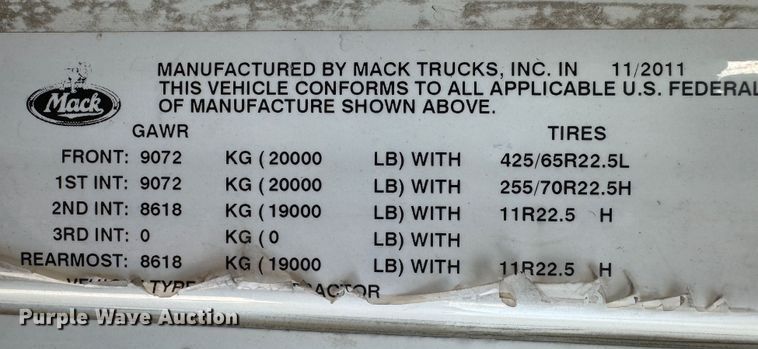 Mack
MANUFACTURED BY MACK TRUCKS, INC. IN 11/2011
THIS VEHICLE CONFORMS TO ALL APPLICABLE U.S. FEDERAL
OF MANUFACTURE SHOWN ABOVE.
GAWR TIRES
FRONT: 9072 KG ( 20000 LB) WITH 425/65R22.5L
1ST INT: 9072 KG ( 20000 LB) WITH 255/70R22.5H
2ND INT: 8618 KG ( 19000 LB) WITH 11R22.5 H
3RD INT: 0 KG ( 0 LB) WITH
REARMOST: 8618 KG ( 19000 LB) WITH 11R22.5 H
VEHICLE TYPE
Purple Wave Auction